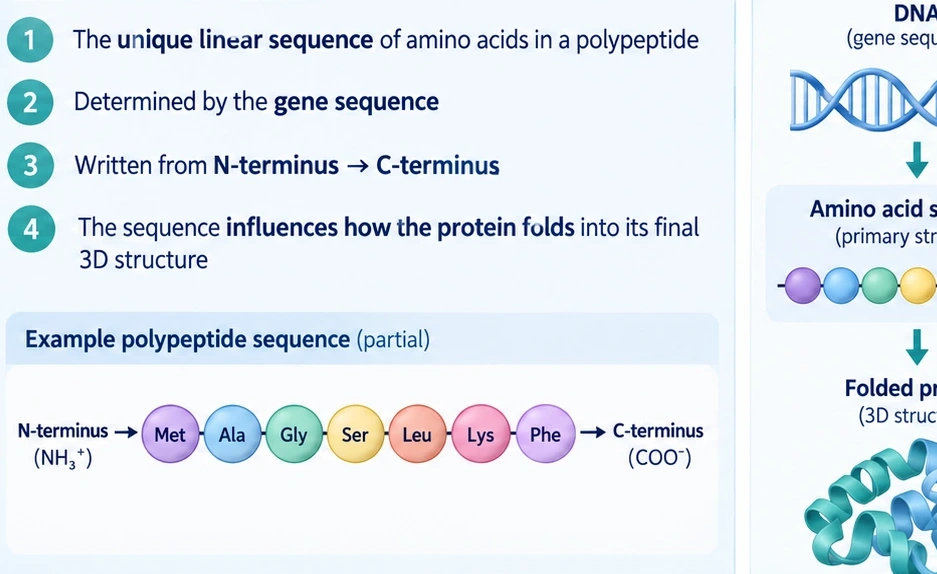 1 The unique linear sequence of amino acids in a polypeptide
2 Determined by the gene sequence
3 Written from N-terminus → C-terminus
4 The sequence influences how the protein folds into its final
3D structure
Example polypeptide sequence (partial)
N-terminus → Met Ala Gly Ser Leu Lys Phe → C-terminus
(NH₃⁺) (COO⁻)
DNA
(gene sequ
Amino acid s
(primary str
Folded pr
(3D struct